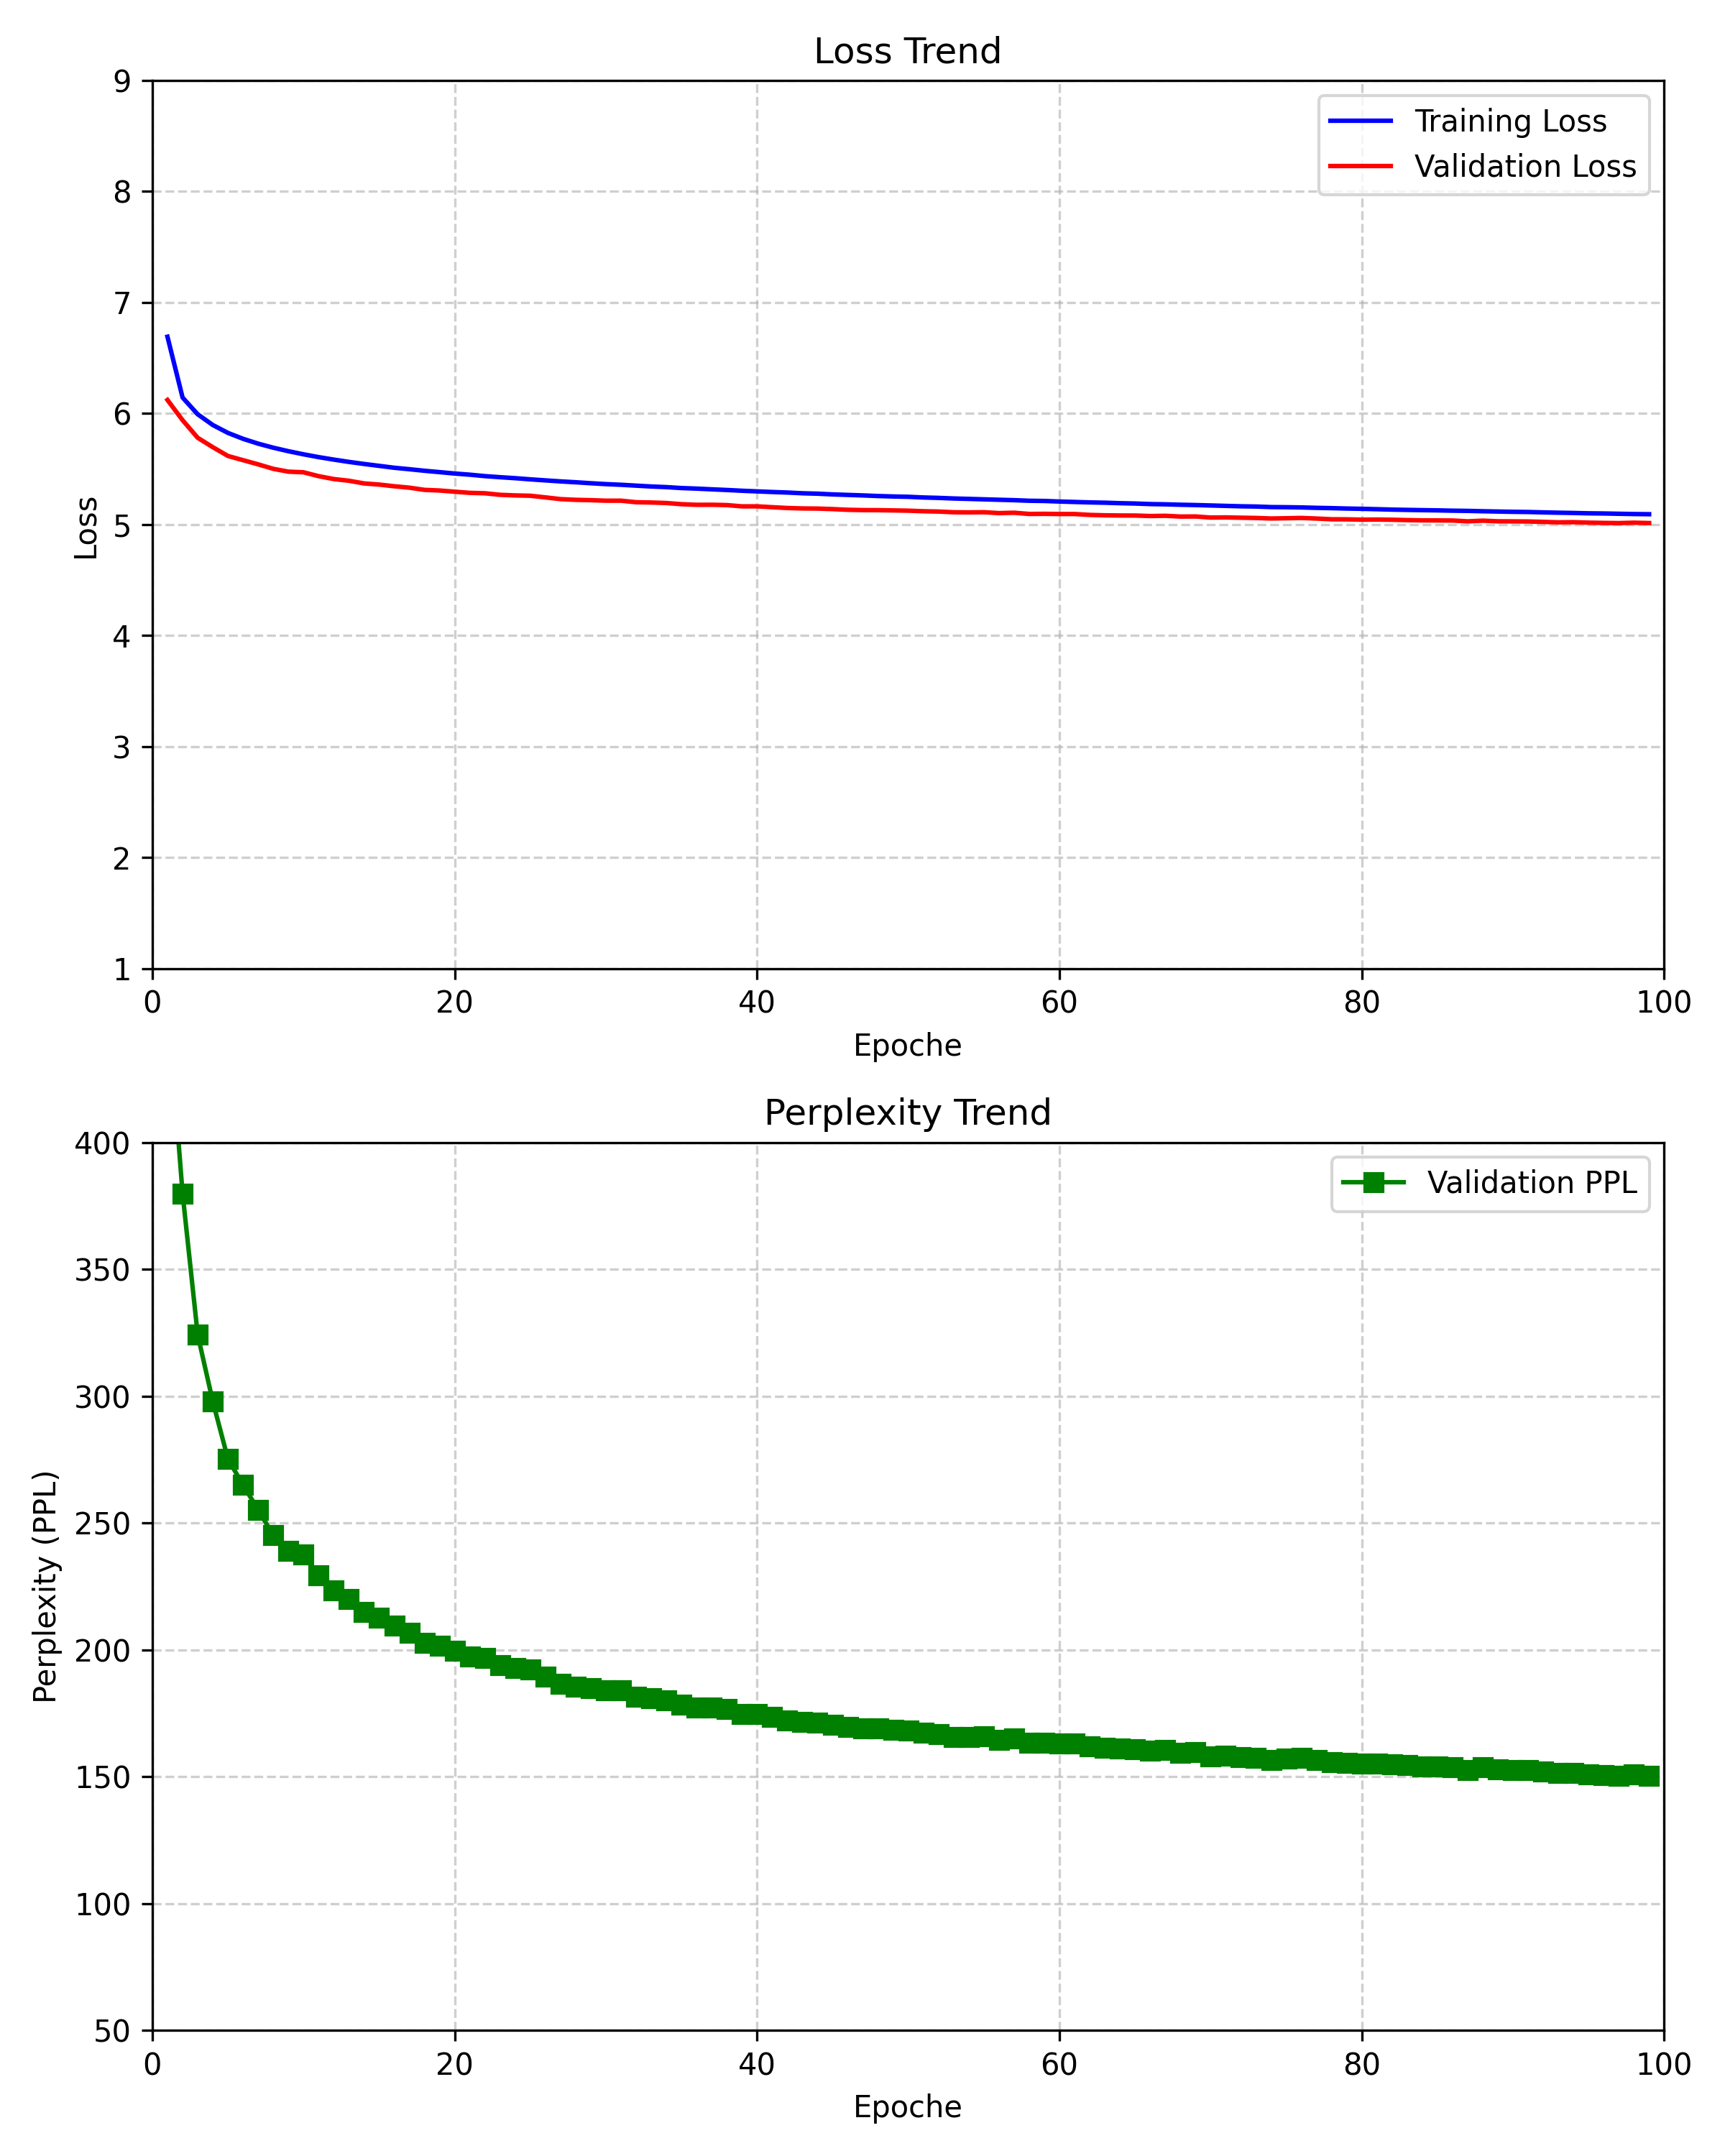 Loss Trend
9
8
7
6
5
4
3
2
1
Loss
Training Loss
Validation Loss
0 20 40 60 80 100
Epoche
Perplexity Trend
400
350
300
250
200
150
100
50
Perplexity (PPL)
Validation PPL
0 20 40 60 80 100
Epoche